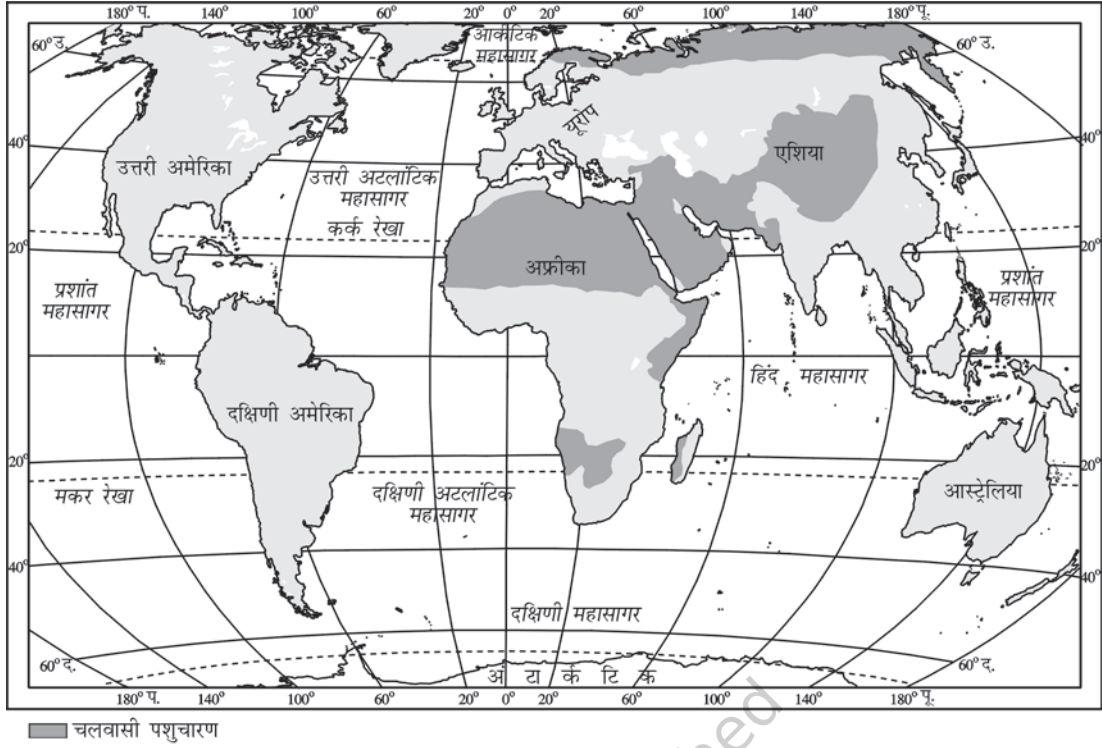 180° प. 140° 100° 60° 20° 0° 20° 60° 100° 140° 180° पू.
60° उ.
आर्कटिक
महासागर
60° उ.
यूरोप
40°
40°
उत्तरी अमेरिका
एशिया
उत्तरी अटलांटिक
महासागर
कर्क रेखा
20°
20°
अफ्रीका
प्रशांत
महासागर
प्रशांत
महासागर
हिंद महासागर
दक्षिणी अमेरिका
20°
20°
मकर रेखा
दक्षिणी अटलांटिक
महासागर
आस्ट्रेलिया
40°
40°
दक्षिणी महासागर
60° द.
60° द.
अं टा र्क टि क
180° प. 140° 100° 60° 20° 0° 20° 60° 100° 140° 180° पू.
चलवासी पशुचारण